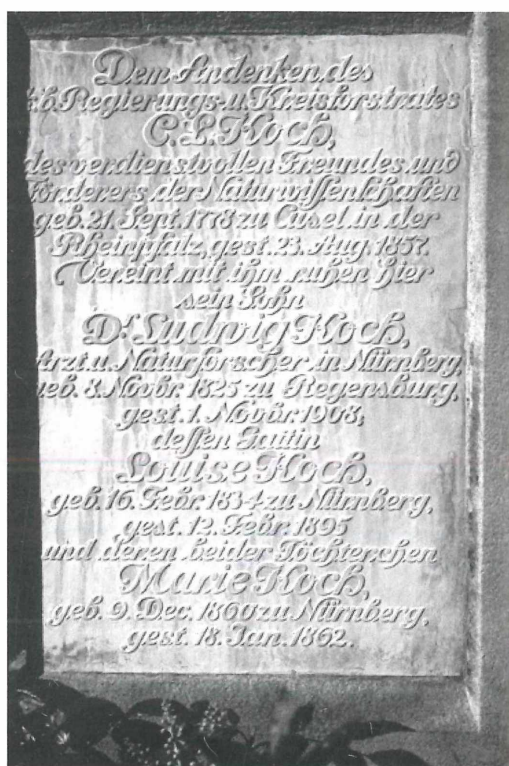 Dem Andenken des
k. b. Regierungs- u. Kreisforstrates
C. L. Koch,
des verdienstvollen Freundes und
Förderers der Naturwiſſenſchaften
geb. 21. Sept. 1778 zu Cusel in der
Rheinpfalz, gest. 23. Aug. 1857.
Vereint mit ihm ruhen hier
sein Sohn
Dr. Ludwig Koch,
Arzt u. Naturforscher in Nürnberg,
geb. 8. Novbr. 1825 zu Regensburg,
gest. 1. Novbr. 1908,
deſſen Gattin
Louise Koch,
geb. 16. Febr. 1834 zu Nürnberg,
gest. 12. Febr. 1895
und deren beider Töchterchen
Marie Koch,
geb. 9. Dec. 1860 zu Nürnberg,
gest. 18. Jan. 1862.